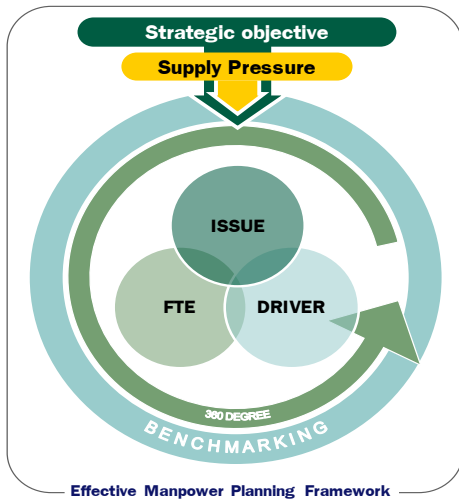 Strategic objective
Supply Pressure
ISSUE
FTE
DRIVER
360 DEGREE
BENCHMARKING
Effective Manpower Planning Framework